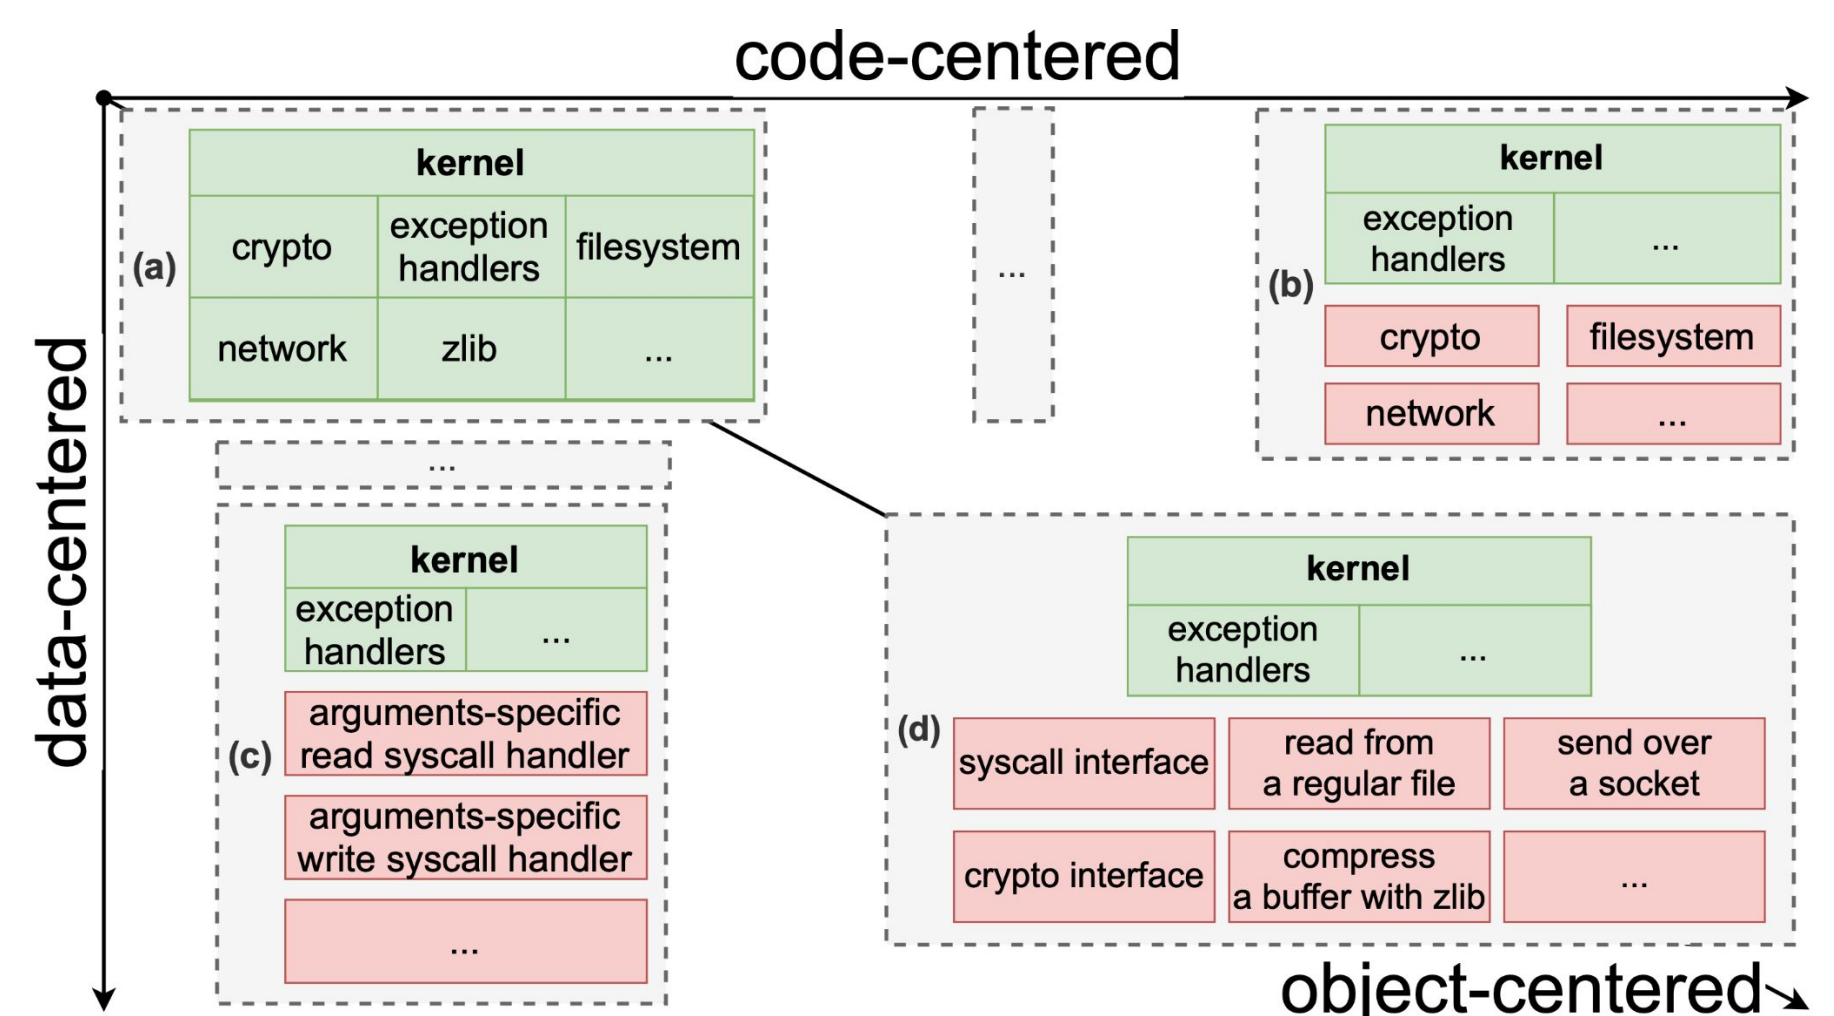 code-centered
data-centered
(a)
kernel
crypto
exception
handlers
filesystem
network
zlib
...
...
(b)
kernel
exception
handlers
...
crypto
filesystem
network
...
...
(c)
kernel
exception
handlers
...
arguments-specific
read syscall handler
arguments-specific
write syscall handler
...
(d)
kernel
exception
handlers
...
syscall interface
read from
a regular file
send over
a socket
crypto interface
compress
a buffer with zlib
...
object-centered